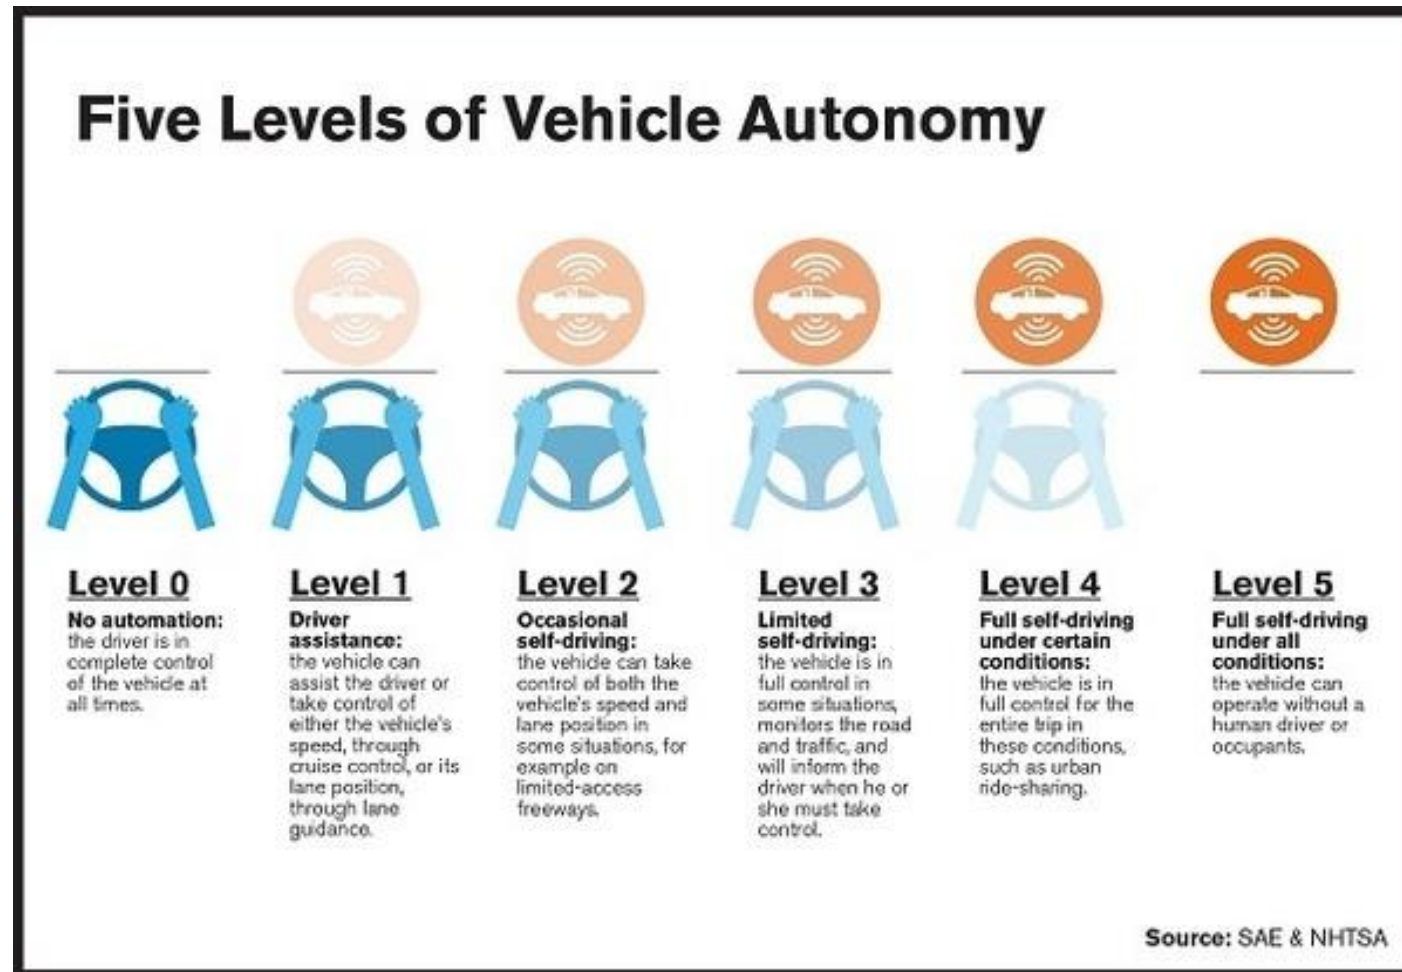 Five Levels of Vehicle Autonomy
Level 0
No automation:
the driver is in
complete control
of the vehicle at
all times.
Level 1
Driver
assistance:
the vehicle can
assist the driver or
take control of
either the vehicle's
speed, through
cruise control, or its
lane position,
through lane
guidance.
Level 2
Occasional
self-driving:
the vehicle can take
control of both the
vehicle's speed and
lane position in
some situations, for
example on
limited-access
freeways.
Level 3
Limited
self-driving:
the vehicle is in
full control in
some situations,
monitors the road
and traffic, and
will inform the
driver when he or
she must take
control.
Level 4
Full self-driving
under certain
conditions:
the vehicle is in
full control for the
entire trip in
these conditions,
such as urban
ride-sharing.
Level 5
Full self-driving
under all
conditions:
the vehicle can
operate without a
human driver or
occupants.
Source: SAE & NHTSA